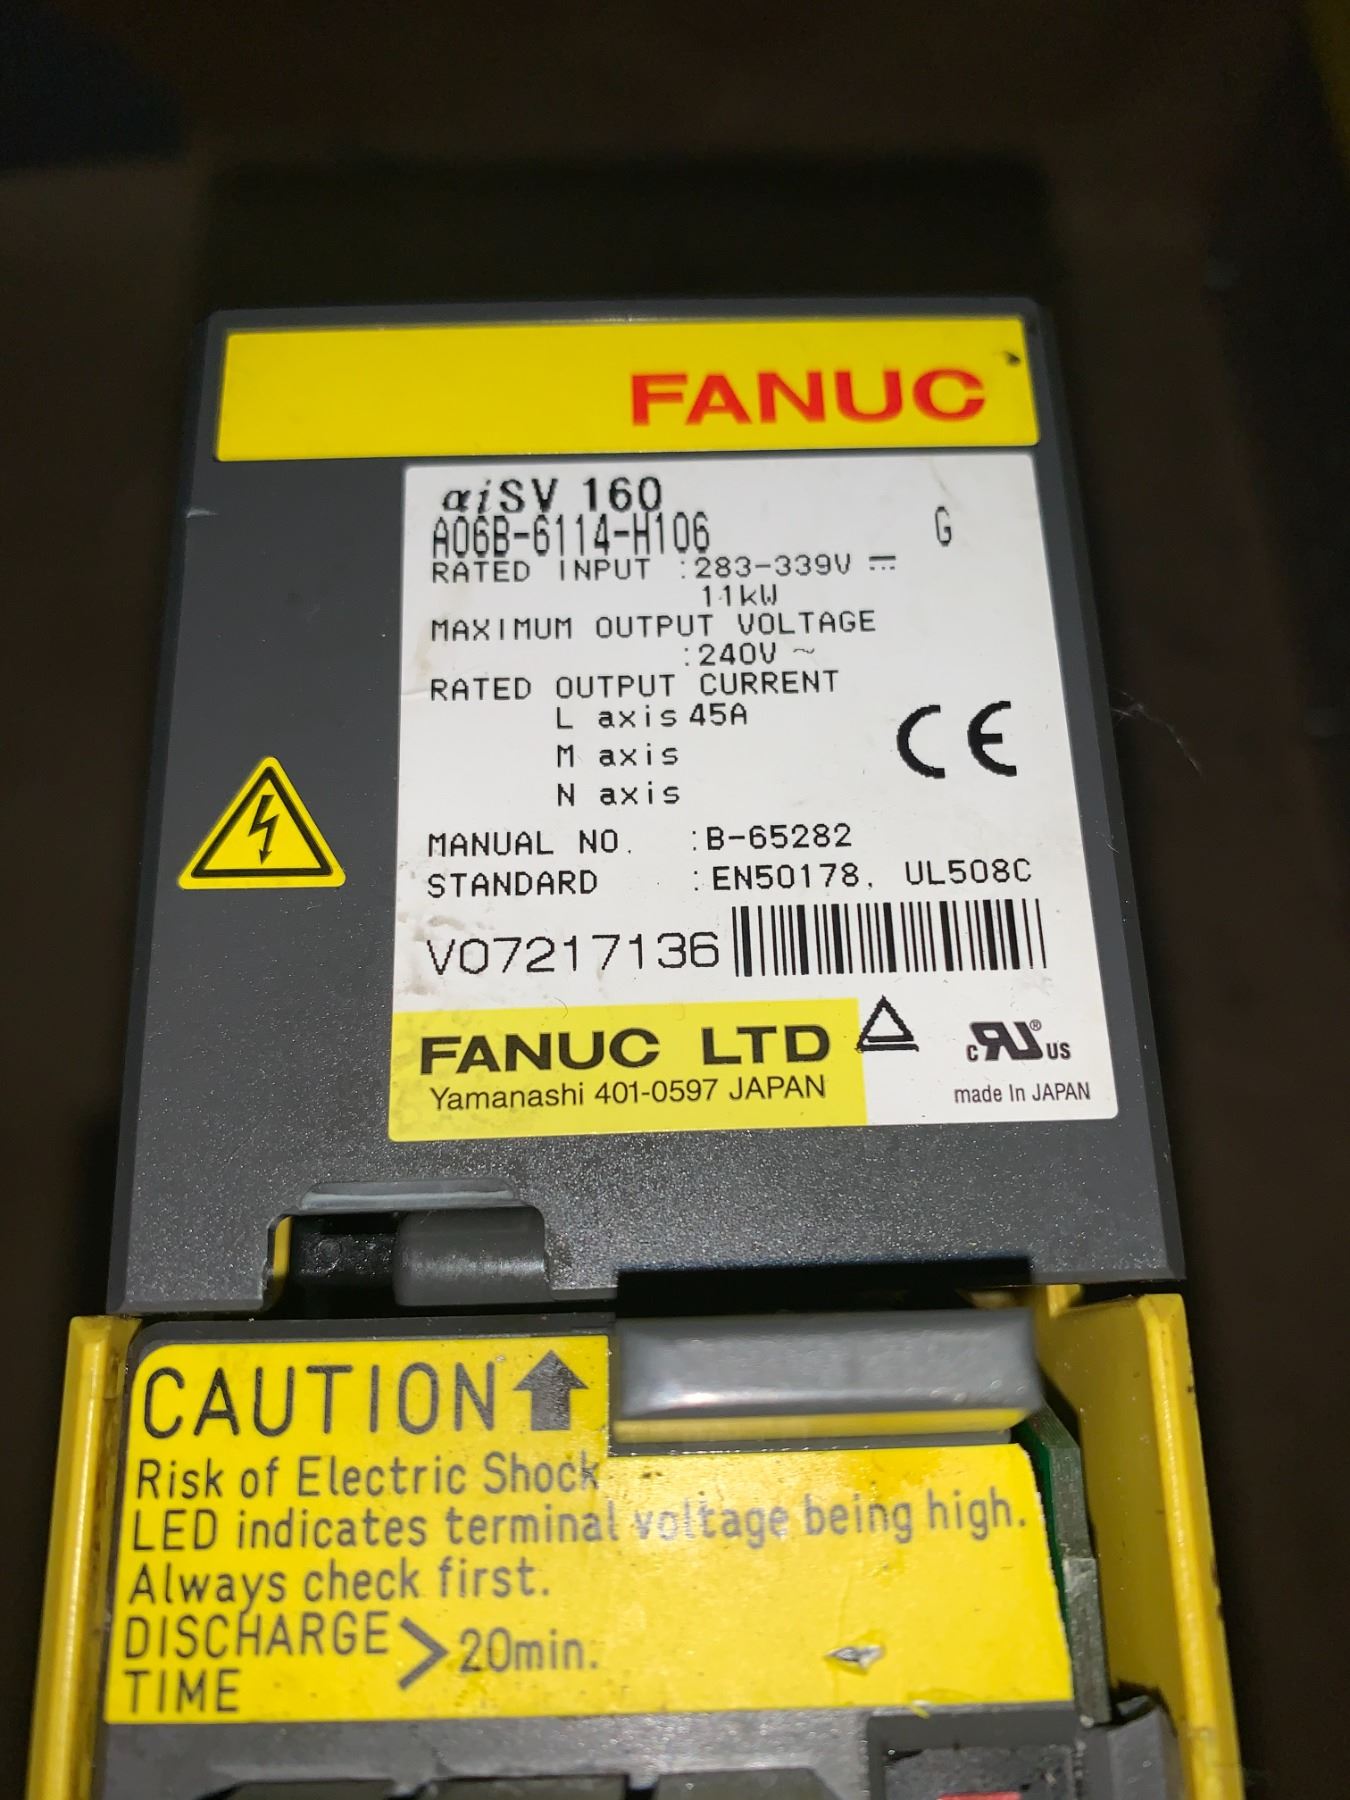 FANUC
αiSV 160
A06B-6114-H106 G
RATED INPUT :283-339V ⎓
11kW
MAXIMUM OUTPUT VOLTAGE
:240V ~
RATED OUTPUT CURRENT
L axis 45A
M axis
N axis
CE
MANUAL NO. :B-65282
STANDARD :EN50178, UL508C
V07217136
FANUC LTD
Yamanashi 401-0597 JAPAN
c RU ® US
made In JAPAN
CAUTION ↑
Risk of Electric Shock
LED indicates terminal voltage being high.
Always check first.
DISCHARGE TIME > 20min.